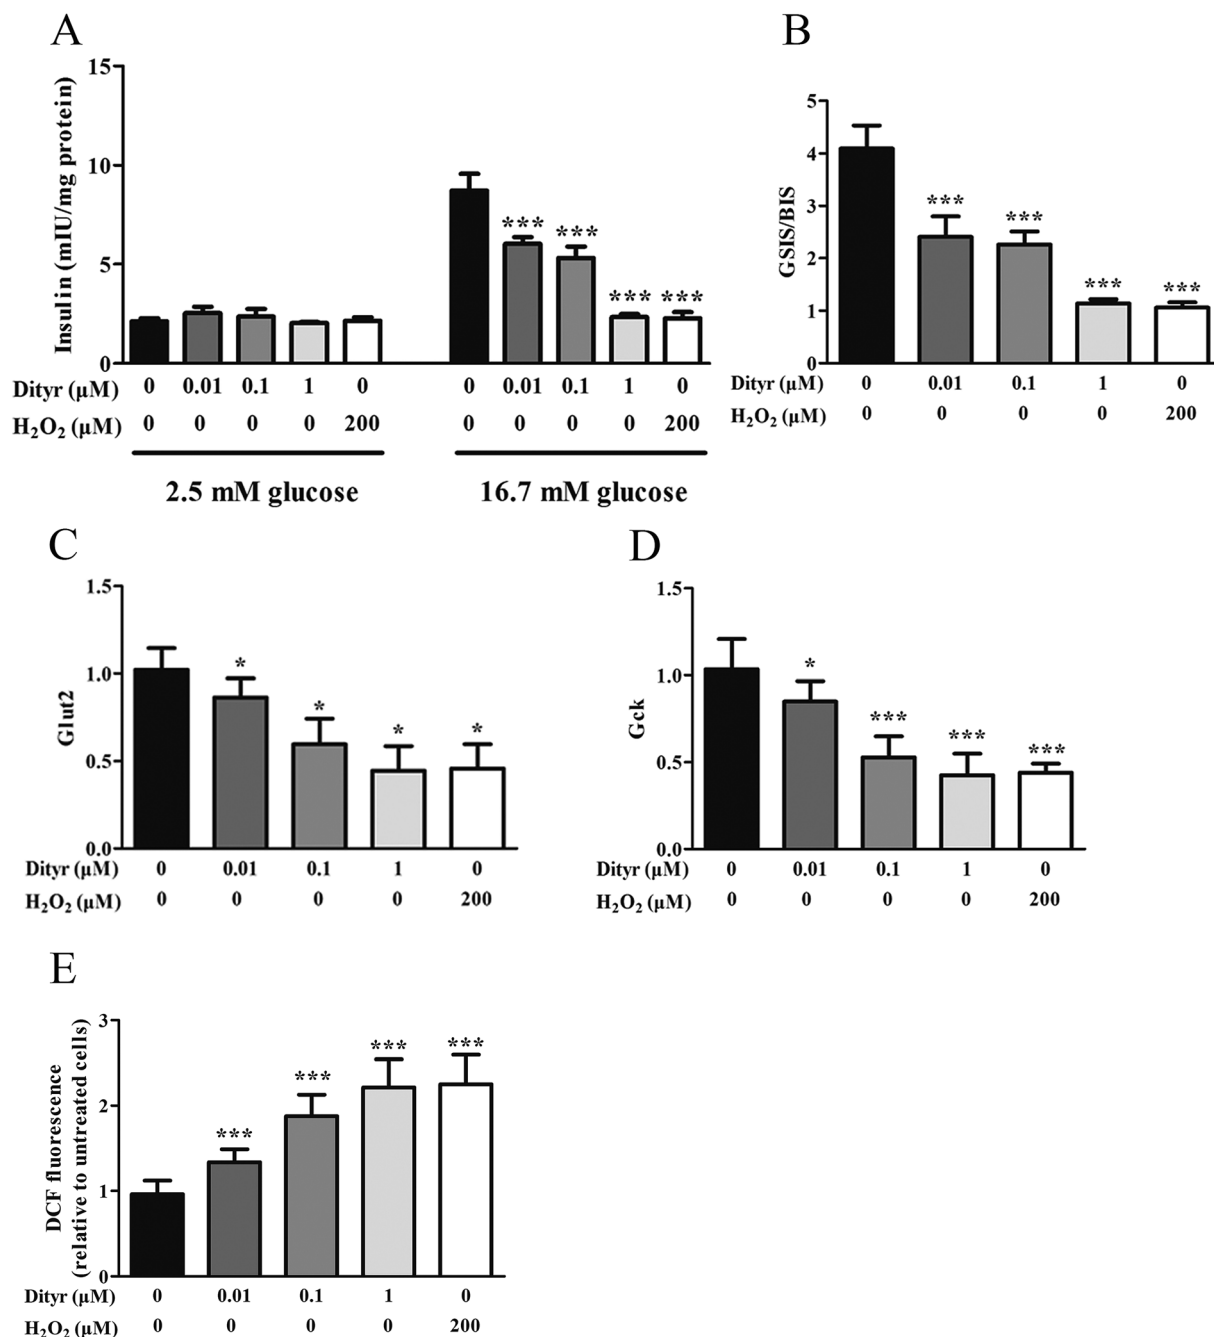 A
Insulin (mIU/mg protein)
15
10
5
0
*** *** *** ***
Dityr (μM) 0 0.01 0.1 1 0 0 0.01 0.1 1 0
H₂O₂ (μM) 0 0 0 0 200 0 0 0 0 200
2.5 mM glucose 16.7 mM glucose
B
GSIS/BIS
5
4
3
2
1
0
*** *** *** ***
Dityr (μM) 0 0.01 0.1 1 0
H₂O₂ (μM) 0 0 0 0 200
C
Glut2
1.5
1.0
0.5
0.0
* * * *
Dityr (μM) 0 0.01 0.1 1 0
H₂O₂ (μM) 0 0 0 0 200
D
Gck
1.5
1.0
0.5
0.0
* *** *** ***
Dityr (μM) 0 0.01 0.1 1 0
H₂O₂ (μM) 0 0 0 0 200
E
DCF fluorescence
(relative to untreated cells)
3
2
1
0
*** *** *** ***
Dityr (μM) 0 0.01 0.1 1 0
H₂O₂ (μM) 0 0 0 0 200